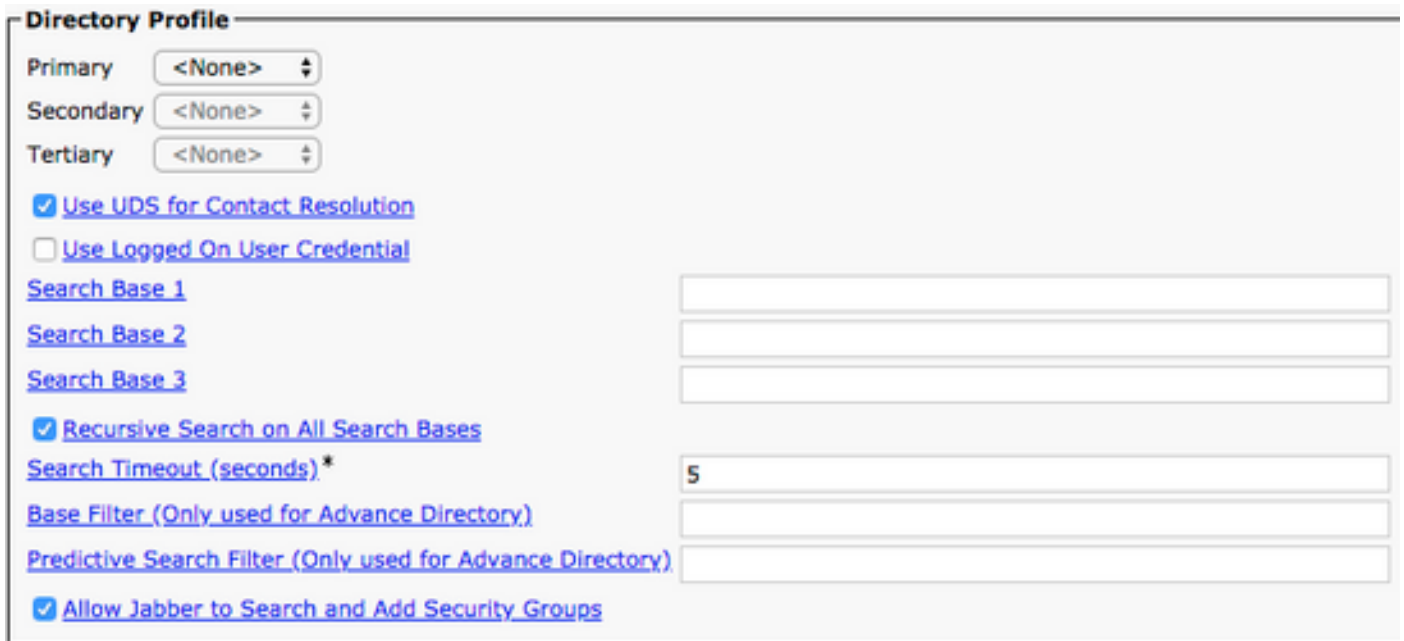 Directory Profile
Primary <None>
Secondary <None>
Tertiary <None>
Use UDS for Contact Resolution
Use Logged On User Credential
Search Base 1
Search Base 2
Search Base 3
Recursive Search on All Search Bases
Search Timeout (seconds)* 5
Base Filter (Only used for Advance Directory)
Predictive Search Filter (Only used for Advance Directory)
Allow Jabber to Search and Add Security Groups